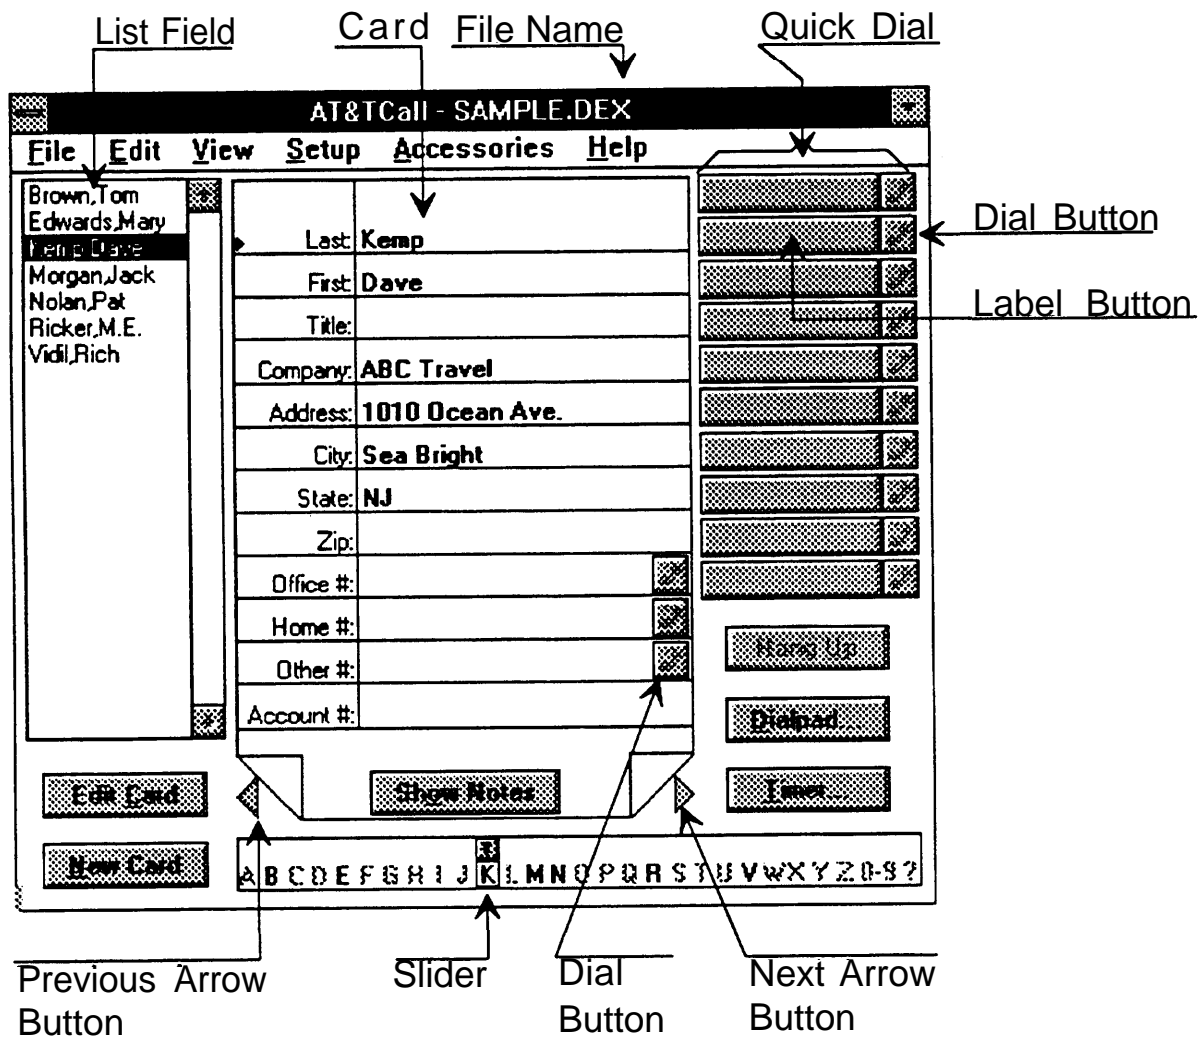 List Field
Card
File Name
Quick Dial
AT&TCall - SAMPLE.DEX
File Edit View Setup Accessories Help
Brown,Tom
Edwards,Mary
Kemp,Dave
Morgan,Jack
Nolan,Pat
Ricker,M.E.
Vidil,Rich
Last: Kemp
First: Dave
Title:
Company: ABC Travel
Address: 1010 Ocean Ave.
City: Sea Bright
State: NJ
Zip:
Office #:
Home #:
Other #:
Account #:
Dial Button
Label Button
Hang Up
Dialpad...
Timer...
Edit Card
Show Notes
New Card
A B C D E F G H I J K L M N O P Q R S T U V W X Y Z 0-9 ?
Previous Arrow
Button
Slider
Dial
Button
Next Arrow
Button